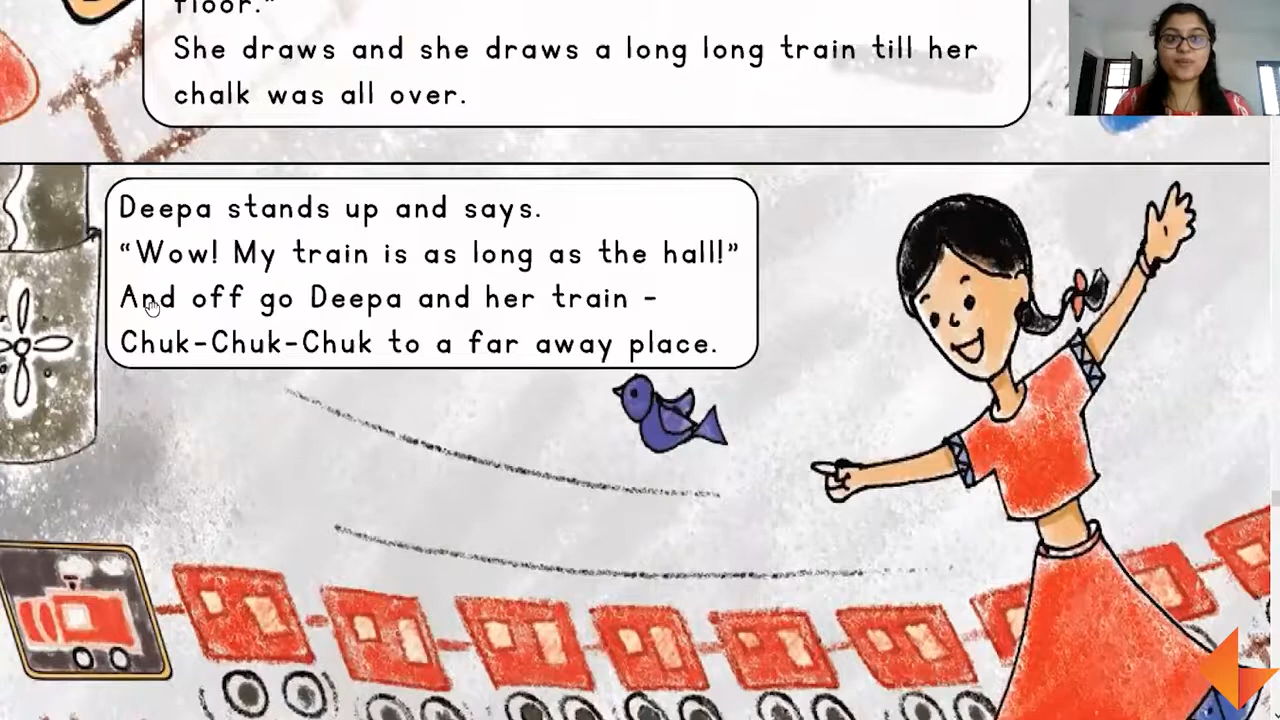 floor."
She draws and she draws a long long train till her
chalk was all over.
Deepa stands up and says.
“Wow! My train is as long as the hall!”
And off go Deepa and her train -
Chuk-Chuk-Chuk to a far away place.